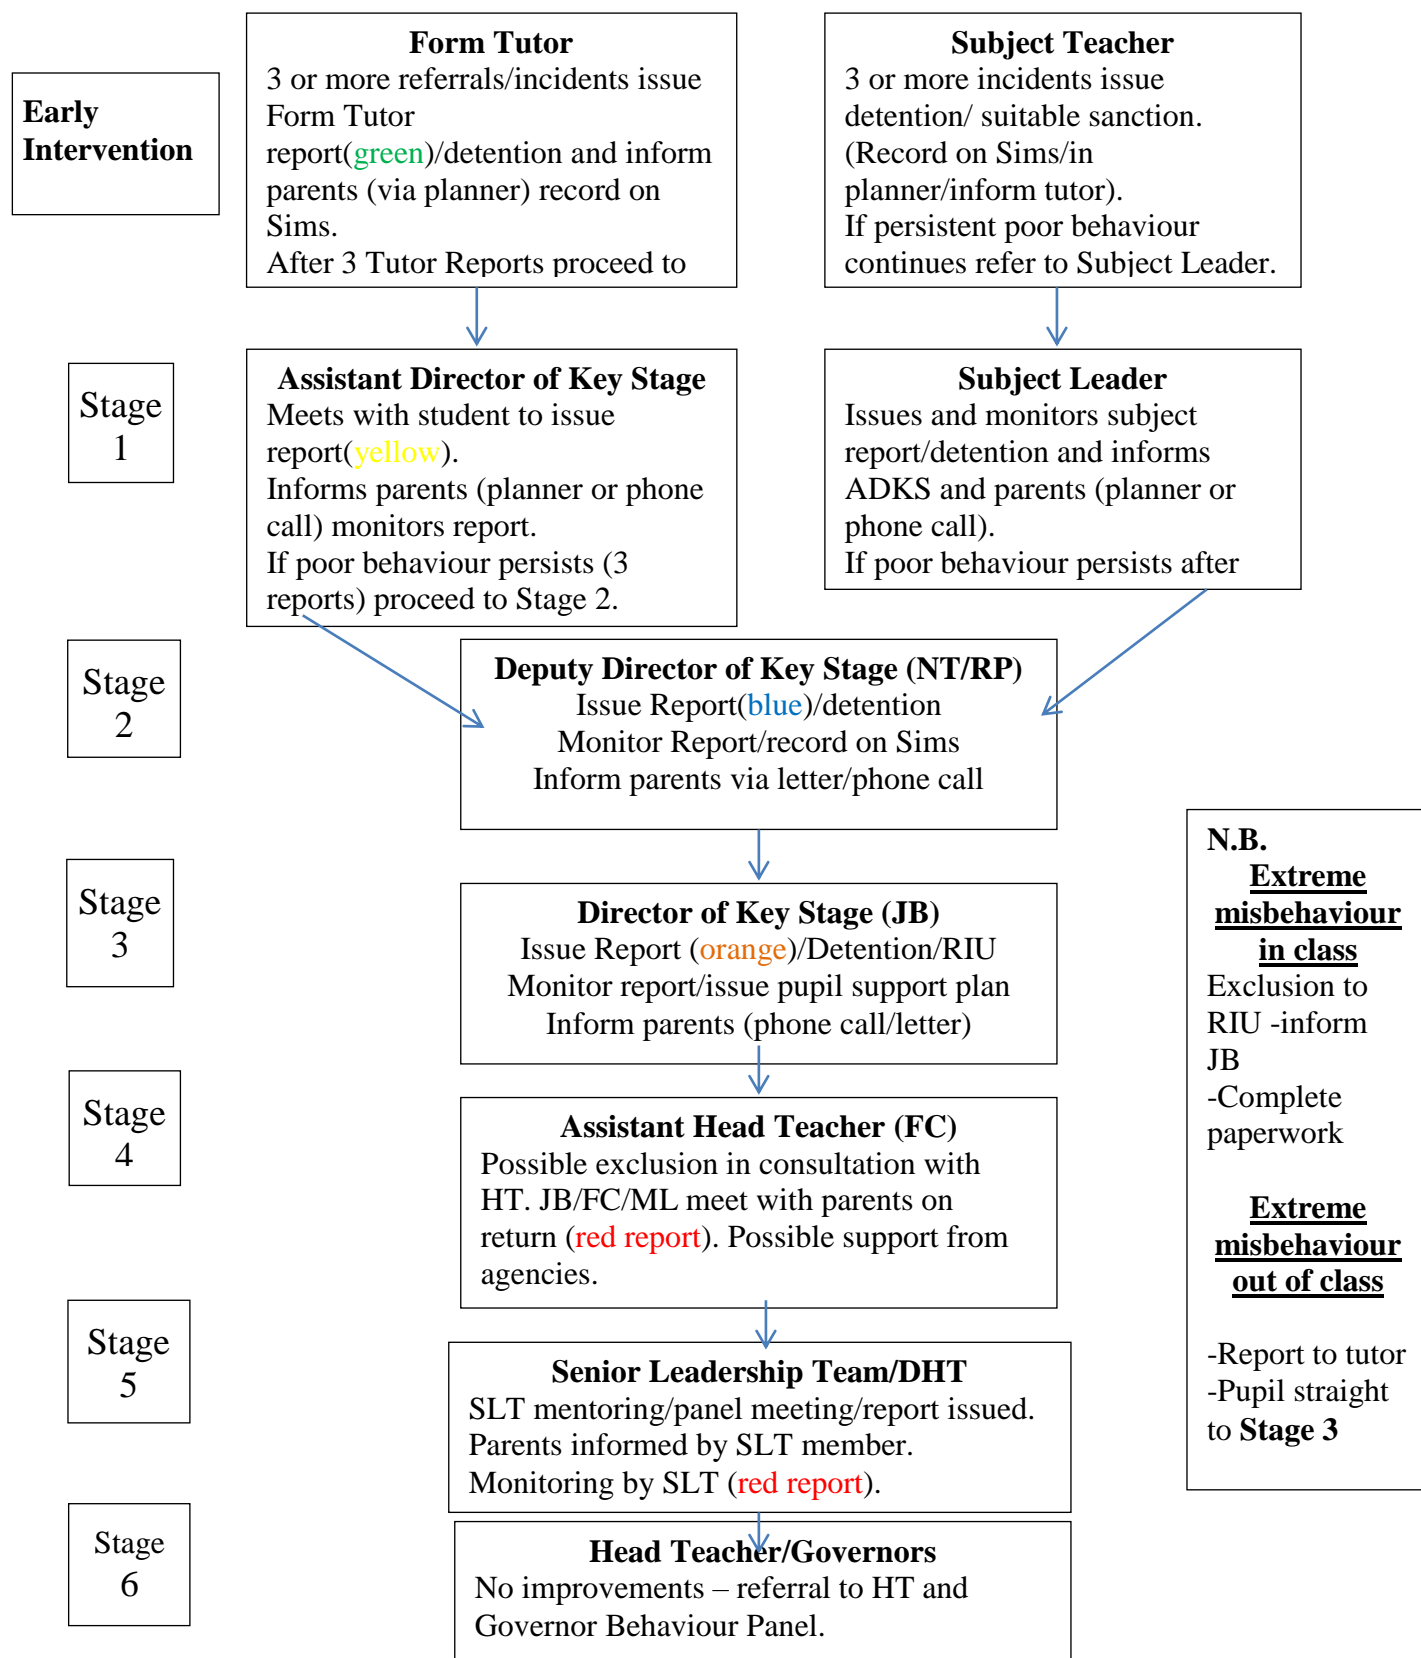 Early
Intervention
Form Tutor
3 or more referrals/incidents issue
Form Tutor
report(green)/detention and inform
parents (via planner) record on
Sims.
After 3 Tutor Reports proceed to
Subject Teacher
3 or more incidents issue
detention/ suitable sanction.
(Record on Sims/in
planner/inform tutor).
If persistent poor behaviour
continues refer to Subject Leader.
Stage
1
Assistant Director of Key Stage
Meets with student to issue
report(yellow).
Informs parents (planner or phone
call) monitors report.
If poor behaviour persists (3
reports) proceed to Stage 2.
Subject Leader
Issues and monitors subject
report/detention and informs
ADKS and parents (planner or
phone call).
If poor behaviour persists after
Stage
2
Deputy Director of Key Stage (NT/RP)
Issue Report(blue)/detention
Monitor Report/record on Sims
Inform parents via letter/phone call
Stage
3
Director of Key Stage (JB)
Issue Report (orange)/Detention/RIU
Monitor report/issue pupil support plan
Inform parents (phone call/letter)
Stage
4
Assistant Head Teacher (FC)
Possible exclusion in consultation with
HT. JB/FC/ML meet with parents on
return (red report). Possible support from
agencies.
Stage
5
Senior Leadership Team/DHT
SLT mentoring/panel meeting/report issued.
Parents informed by SLT member.
Monitoring by SLT (red report).
Stage
6
Head Teacher/Governors
No improvements – referral to HT and
Governor Behaviour Panel.
N.B.
Extreme
misbehaviour
in class
Exclusion to
RIU -inform
JB
-Complete
paperwork
Extreme
misbehaviour
out of class
-Report to tutor
-Pupil straight
to Stage 3